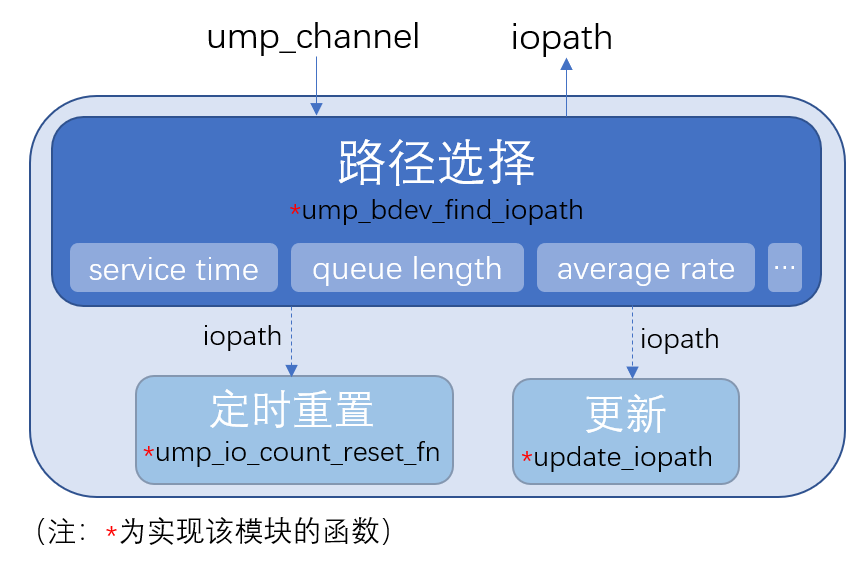 ump_channel
iopath
路径选择
*ump_bdev_find_iopath
service time
queue length
average rate
...
iopath
iopath
定时重置
*ump_io_count_reset_fn
更新
*update_iopath
（注：*为实现该模块的函数）